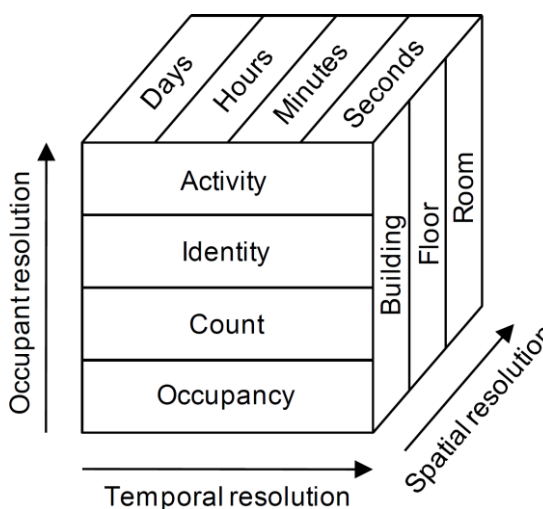 Days
Hours
Minutes
Seconds
Activity
Identity
Count
Occupancy
Building
Floor
Room
Occupant resolution
Temporal resolution
Spatial resolution